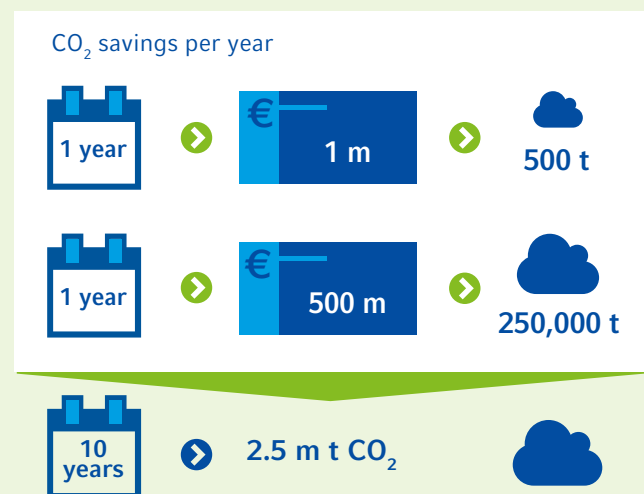 CO₂ savings per year
1 year € 1 m 500 t
1 year € 500 m 250,000 t
10 years 2.5 m t CO₂